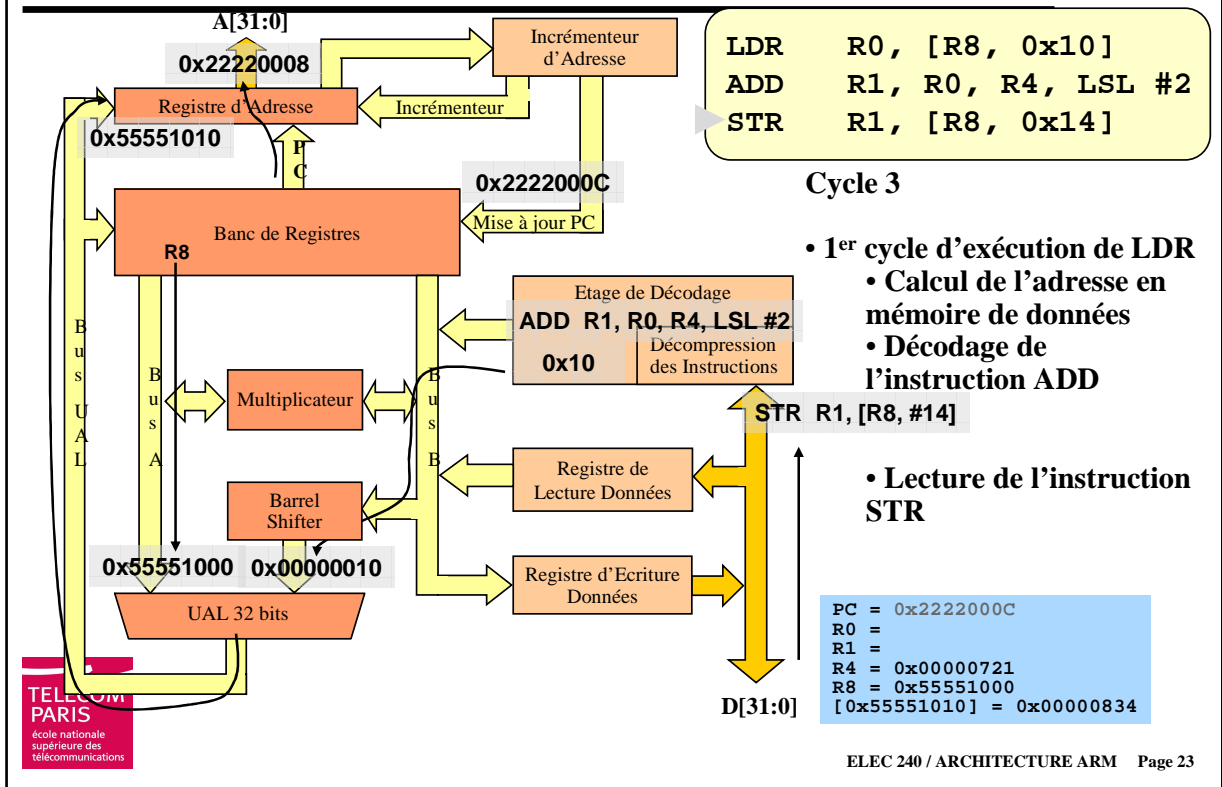 A[31:0]
0x22220008
Incrémenteur
d'Adresse
Registre d'Adresse
Incrémenteur
0x55551010
P
C
0x2222000C
Mise à jour PC
Banc de Registres
R8
LDR R0, [R8, 0x10]
ADD R1, R0, R4, LSL #2
STR R1, [R8, 0x14]
Cycle 3
• 1er cycle d'exécution de LDR
• Calcul de l'adresse en
mémoire de données
• Décodage de
l'instruction ADD
• Lecture de l'instruction
STR
Etage de Décodage
ADD R1, R0, R4, LSL #2
0x10
Décompression
des Instructions
STR R1, [R8, #14]
B
u
s
U
A
L
B
u
s
A
Multiplicateur
B
u
s
B
Registre de
Lecture Données
Barrel
Shifter
0x55551000 0x00000010
Registre d'Ecriture
Données
UAL 32 bits
D[31:0]
PC = 0x2222000C
R0 =
R1 =
R4 = 0x00000721
R8 = 0x55551000
[0x55551010] = 0x00000834
TELECOM
PARIS
école nationale
supérieure des
télécommunications
ELEC 240 / ARCHITECTURE ARM Page 23